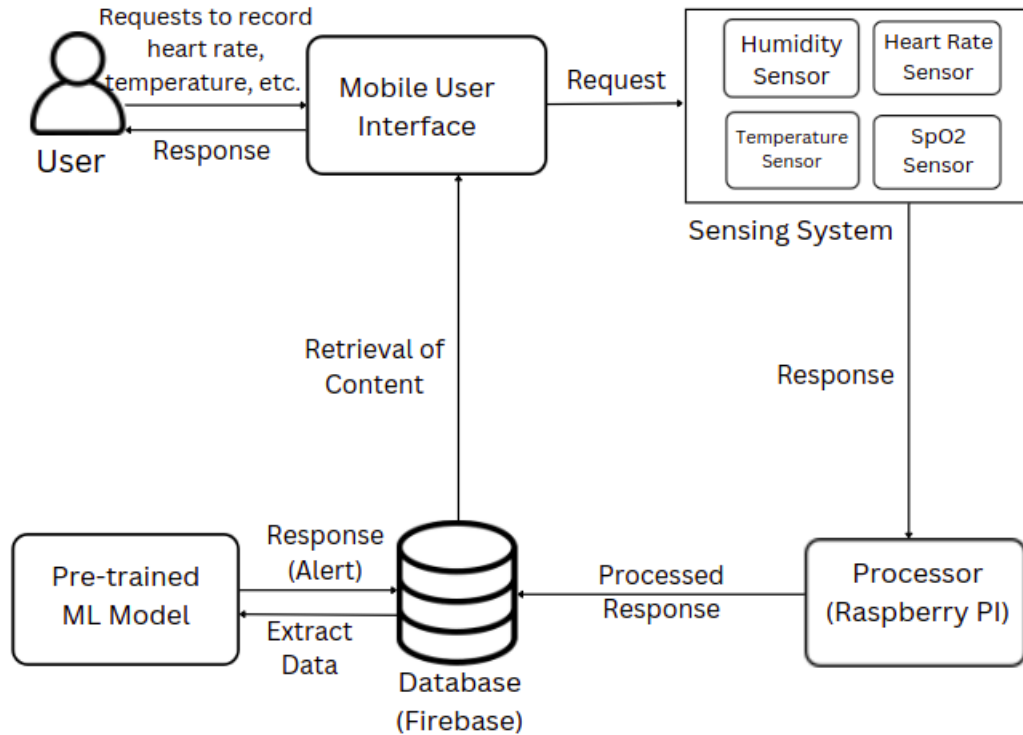 Requests to record
heart rate,
temperature, etc.
User
Response
Mobile User
Interface
Request
Humidity
Sensor
Heart Rate
Sensor
Temperature
Sensor
SpO2
Sensor
Sensing System
Retrieval of
Content
Response
Pre-trained
ML Model
Response
(Alert)
Extract
Data
Database
(Firebase)
Processed
Response
Processor
(Raspberry PI)